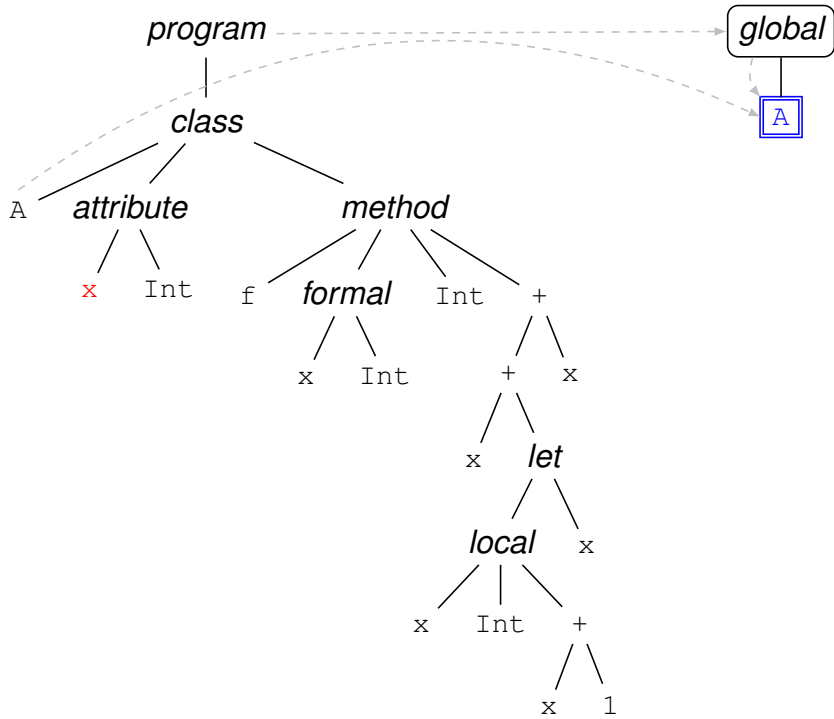 program global
class A
A attribute method
x Int f formal Int +
x Int + x
x let
local x
x Int +
x 1